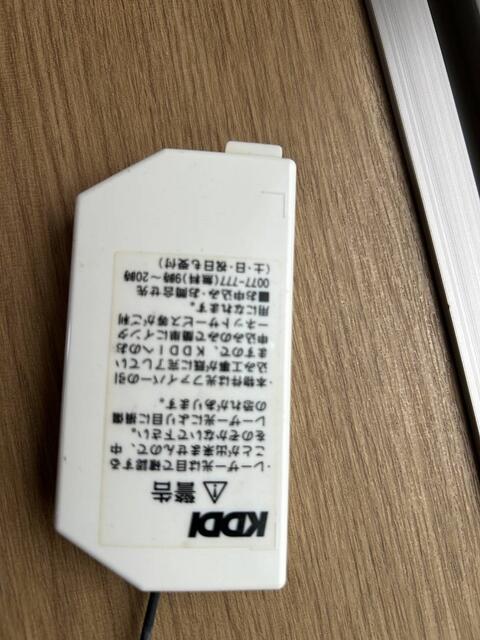 KDDI
⚠警告
・レーザー光は目で確認する
ことが出来ませんので、中
をのぞかないで下さい。
レーザー光により目に損傷
の恐れがあります。
・本物件は光ファイバーの引
込み工事が既に完了してい
ますので、KDDIへのお
申込みのみで簡単にインタ
ーネットサービス等がご利
用になれます。
■お申込み・お問合せ先
0077-777(無料)9時~20時
(土・日・祝日も受付)